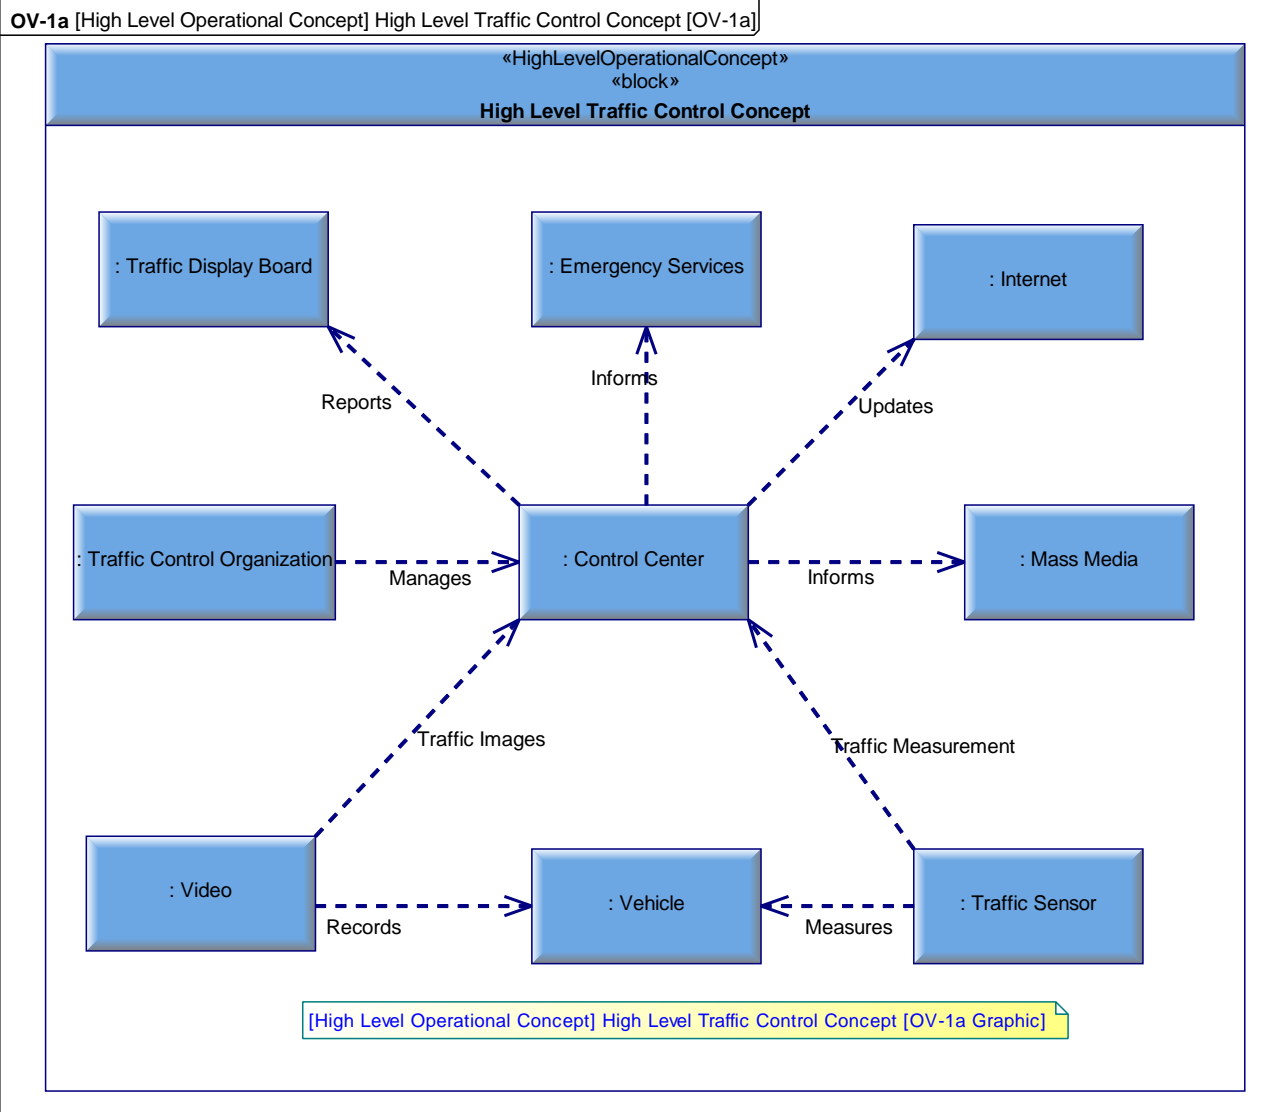 OV-1a [High Level Operational Concept] High Level Traffic Control Concept [OV-1a]
«HighLevelOperationalConcept»
«block»
High Level Traffic Control Concept
: Traffic Display Board
: Emergency Services
: Internet
Reports
Informs
Updates
: Traffic Control Organization
Manages
: Control Center
Informs
: Mass Media
Traffic Images
Traffic Measurement
: Video
Records
: Vehicle
Measures
: Traffic Sensor
[High Level Operational Concept] High Level Traffic Control Concept [OV-1a Graphic]